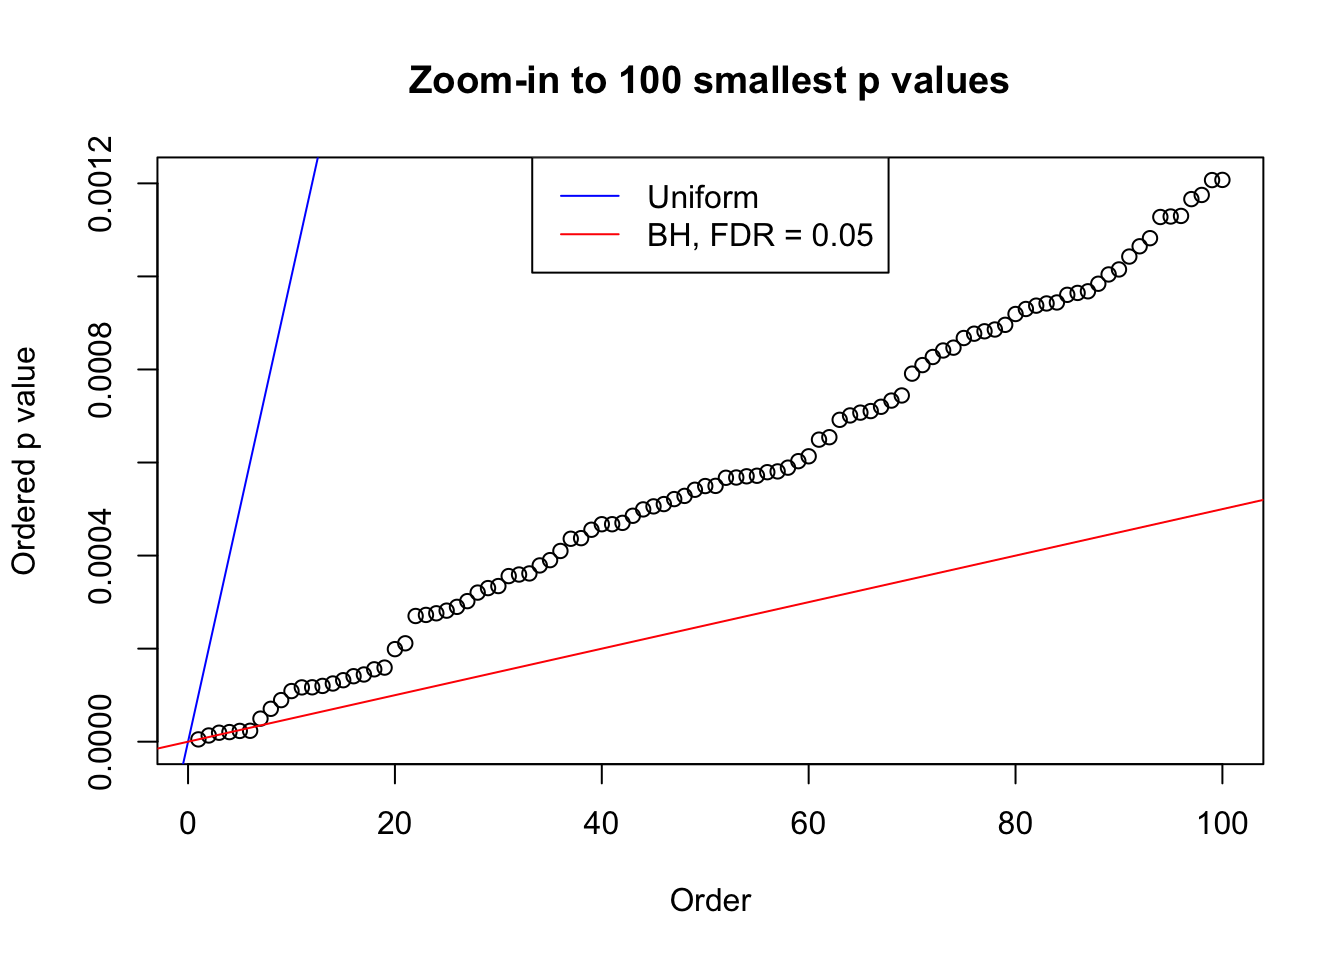 Zoom-in to 100 smallest p values
Uniform
BH, FDR = 0.05
Ordered p value
0.0012
0.0008
0.0004
0.0000
0 20 40 60 80 100
Order